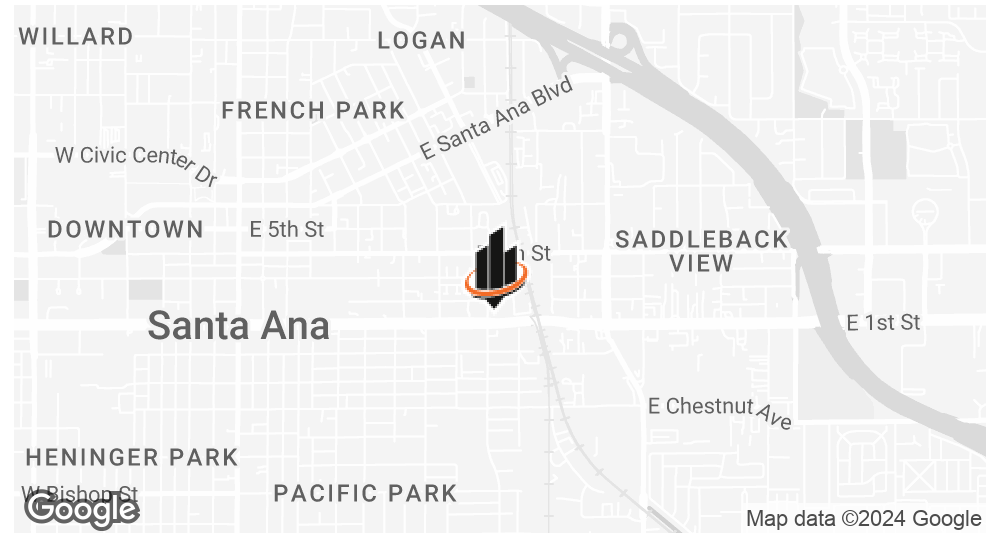 WILLARD
LOGAN
FRENCH PARK
E Santa Ana Blvd
W Civic Center Dr
DOWNTOWN
E 5th St
SADDLEBACK
VIEW
St
Santa Ana
E 1st St
E Chestnut Ave
HENINGER PARK
W Bishop St
PACIFIC PARK
Google
Map data ©2024 Google